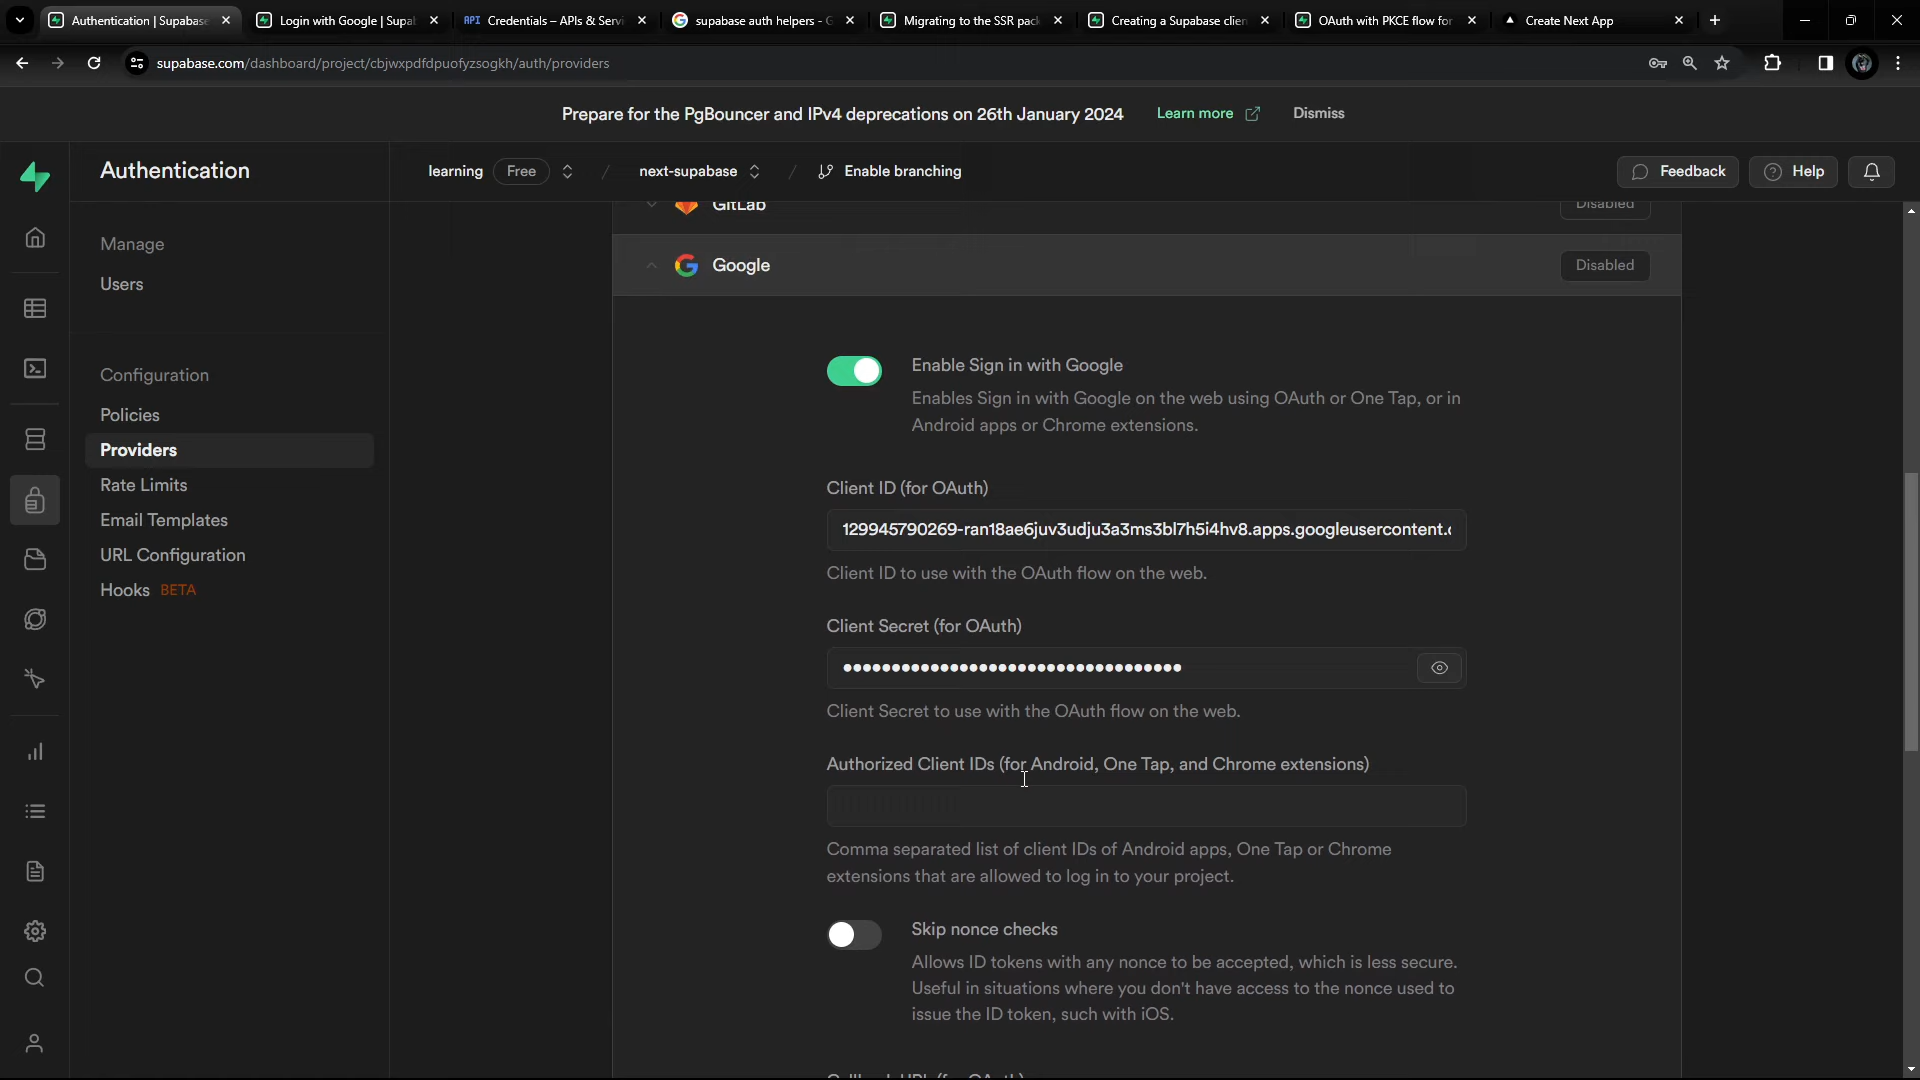 Authentication | Supabase
Login with Google | Supab
API
Credentials – APIs & Servi
supabase auth helpers - G
Migrating to the SSR pack
Creating a Supabase clien
OAuth with PKCE flow for
Create Next App
supabase.com/dashboard/project/cbjwxpdfdpuofyzsogkh/auth/providers
Prepare for the PgBouncer and IPv4 deprecations on 26th January 2024
Learn more
Dismiss
Authentication
learning
Free
/
next-supabase
/
Enable branching
Feedback
Help
Manage
Users
Configuration
Policies
Providers
Rate Limits
Email Templates
URL Configuration
Hooks BETA
GitLab
Disabled
Google
Disabled
Enable Sign in with Google
Enables Sign in with Google on the web using OAuth or One Tap, or in
Android apps or Chrome extensions.
Client ID (for OAuth)
129945790269-ran18ae6juv3udju3a3ms3bl7h5i4hv8.apps.googleusercontent.
Client ID to use with the OAuth flow on the web.
Client Secret (for OAuth)
Client Secret to use with the OAuth flow on the web.
Authorized Client IDs (for Android, One Tap, and Chrome extensions)
Comma separated list of client IDs of Android apps, One Tap or Chrome
extensions that are allowed to log in to your project.
Skip nonce checks
Allows ID tokens with any nonce to be accepted, which is less secure.
Useful in situations where you don't have access to the nonce used to
issue the ID token, such with iOS.